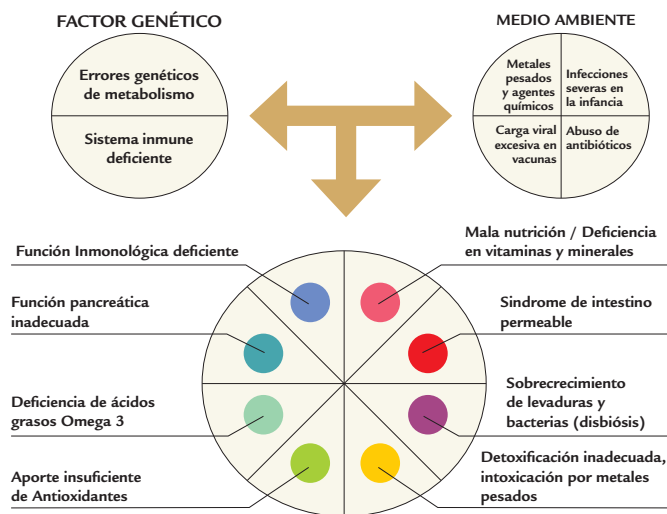 FACTOR GENÉTICO
Errores genéticos
de metabolismo
Sistema inmune
deficiente
MEDIO AMBIENTE
Metales
pesados
y agentes
químicos
Infecciones
severas en
la infancia
Carga viral
excesiva en
vacunas
Abuso de
antibióticos
Función Inmonológica deficiente
Función pancreática
inadecuada
Deficiencia de ácidos
grasos Omega 3
Aporte insuficiente
de Antioxidantes
Mala nutrición / Deficiencia
en vitaminas y minerales
Sindrome de intestino
permeable
Sobrecrecimiento
de levaduras y
bacterias (disbiósis)
Detoxificación inadecuada,
intoxicación por metales
pesados